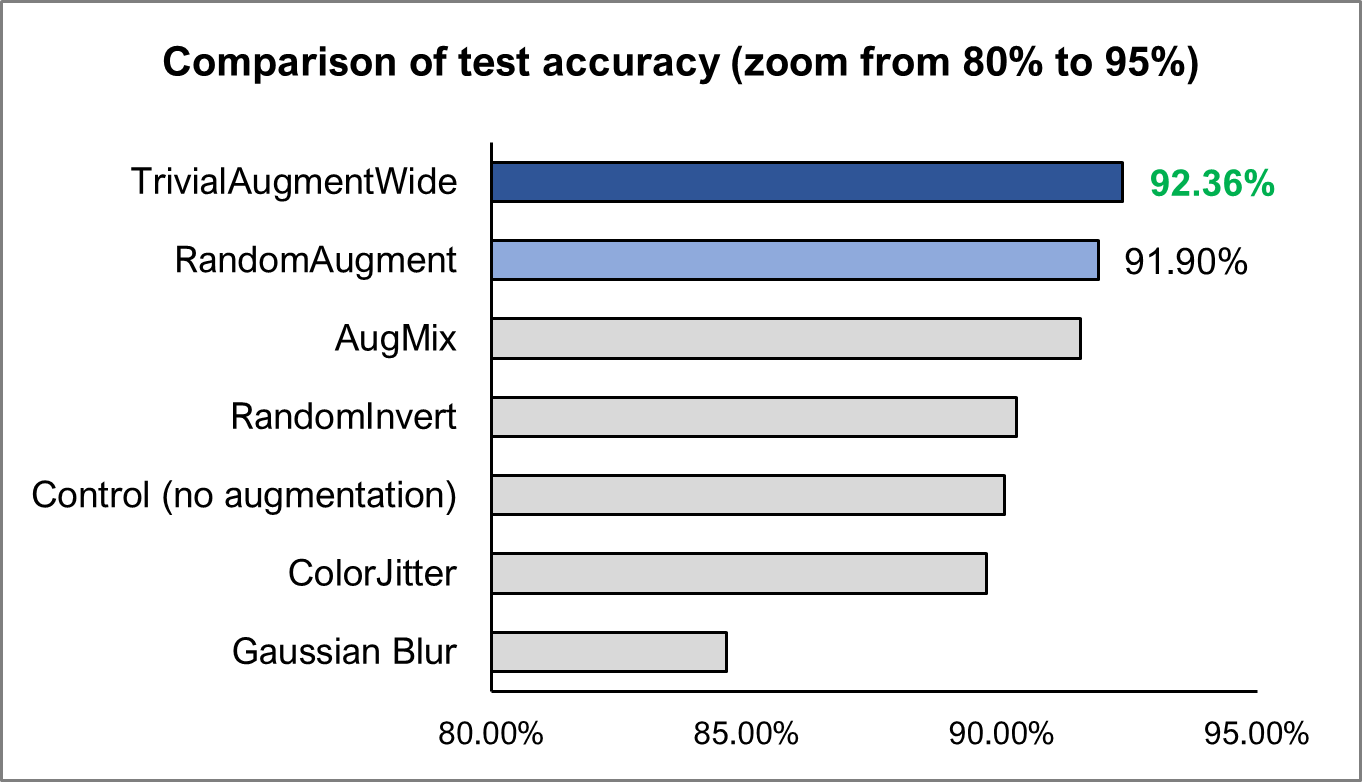 Comparison of test accuracy (zoom from 80% to 95%)
TrivialAugmentWide
92.36%
RandomAugment
91.90%
AugMix
RandomInvert
Control (no augmentation)
ColorJitter
Gaussian Blur
80.00% 85.00% 90.00% 95.00%